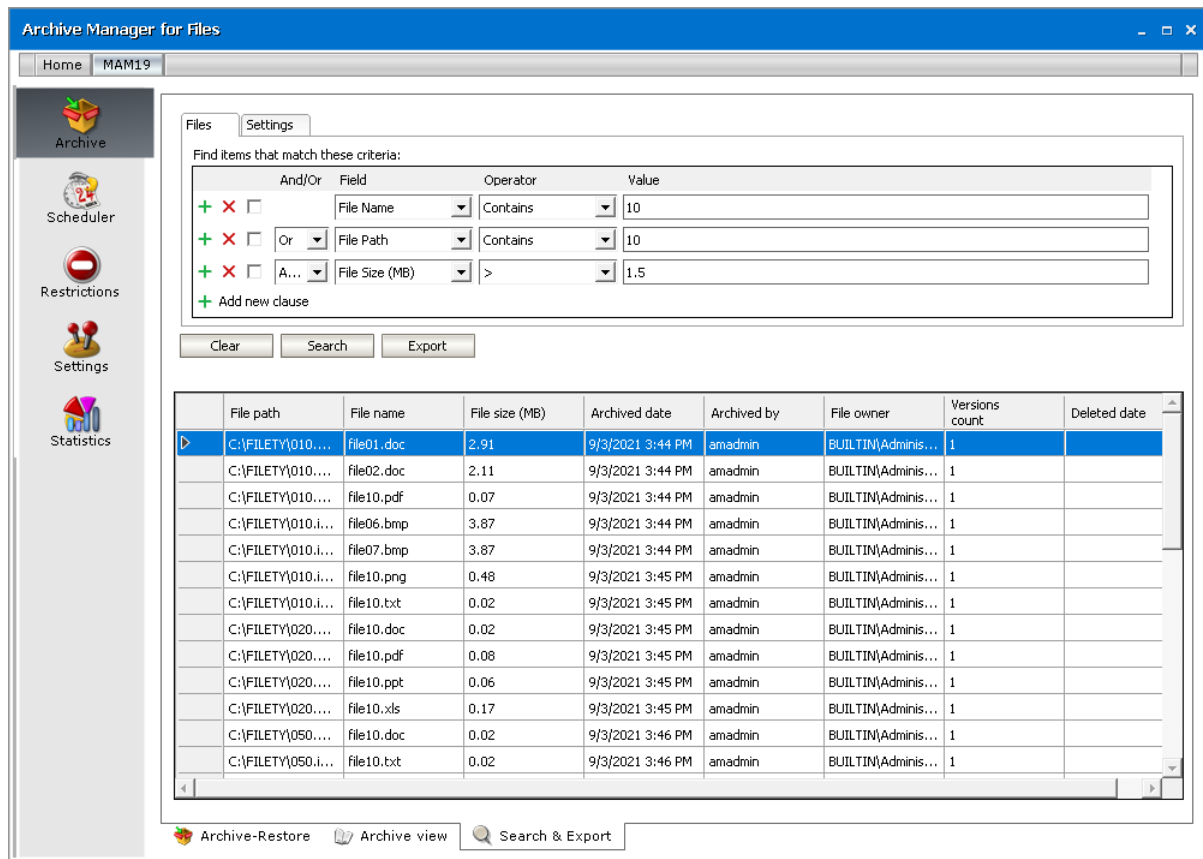 Archive Manager for Files
Home MAM19
Archive
Scheduler
Restrictions
Settings
Statistics
Files Settings
Find items that match these criteria:
And/Or Field Operator Value
File Name Contains 10
Or File Path Contains 10
A... File Size (MB) > 1.5
Add new clause
Clear Search Export
File path File name File size (MB) Archived date Archived by File owner Versions count Deleted date
C:\FILETY\010.... file01.doc 2.91 9/3/2021 3:44 PM amadmin BUILTIN\Adminis... 1
C:\FILETY\010.... file02.doc 2.11 9/3/2021 3:44 PM amadmin BUILTIN\Adminis... 1
C:\FILETY\010.... file10.pdf 0.07 9/3/2021 3:44 PM amadmin BUILTIN\Adminis... 1
C:\FILETY\010.i... file06.bmp 3.87 9/3/2021 3:44 PM amadmin BUILTIN\Adminis... 1
C:\FILETY\010.i... file07.bmp 3.87 9/3/2021 3:44 PM amadmin BUILTIN\Adminis... 1
C:\FILETY\010.i... file10.png 0.48 9/3/2021 3:45 PM amadmin BUILTIN\Adminis... 1
C:\FILETY\010.i... file10.txt 0.02 9/3/2021 3:45 PM amadmin BUILTIN\Adminis... 1
C:\FILETY\020.... file10.doc 0.02 9/3/2021 3:45 PM amadmin BUILTIN\Adminis... 1
C:\FILETY\020.... file10.pdf 0.08 9/3/2021 3:45 PM amadmin BUILTIN\Adminis... 1
C:\FILETY\020.... file10.ppt 0.06 9/3/2021 3:45 PM amadmin BUILTIN\Adminis... 1
C:\FILETY\020.... file10.xls 0.17 9/3/2021 3:45 PM amadmin BUILTIN\Adminis... 1
C:\FILETY\050.... file10.doc 0.02 9/3/2021 3:46 PM amadmin BUILTIN\Adminis... 1
C:\FILETY\050.i... file10.txt 0.02 9/3/2021 3:46 PM amadmin BUILTIN\Adminis... 1
Archive-Restore Archive view Search & Export